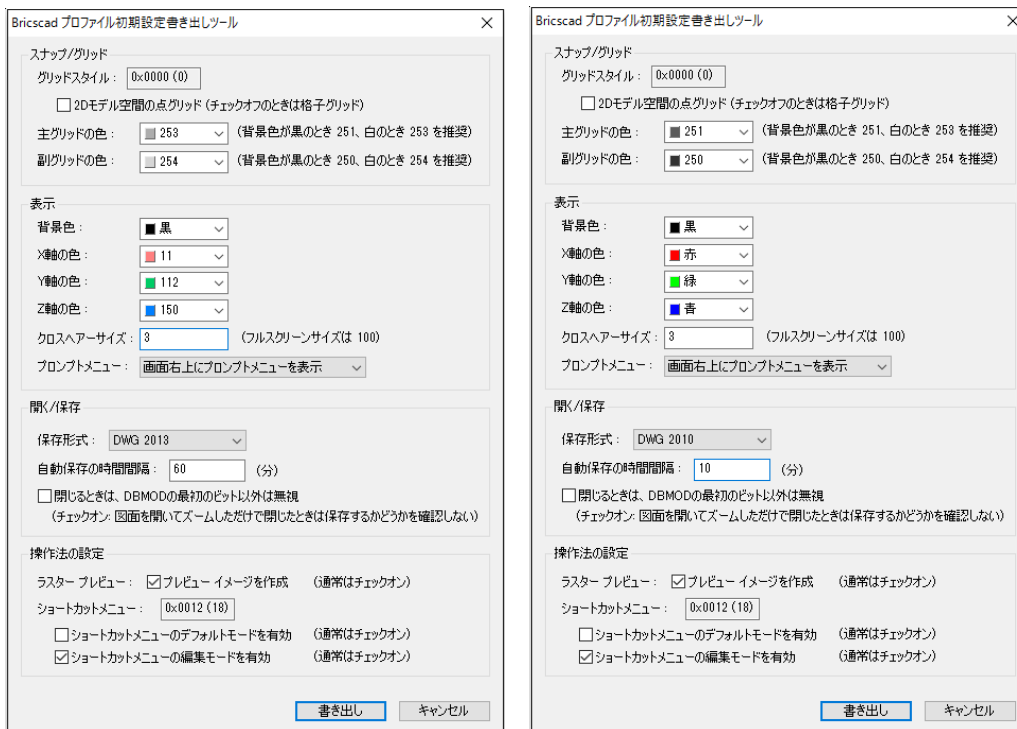 Bricscad プロファイル初期設定書き出しツール
スナップ/グリッド
グリッドスタイル： 0x0000 (0)
2Dモデル空間の点グリッド (チェックオフのときは格子グリッド)
主グリッドの色： 253 (背景色が黒のとき 251、白のとき 253 を推奨)
副グリッドの色： 254 (背景色が黒のとき 250、白のとき 254 を推奨)
表示
背景色： 黒
X軸の色： 11
Y軸の色： 112
Z軸の色： 150
クロスヘアーサイズ： 3 (フルスクリーンサイズは 100)
プロンプトメニュー： 画面右上にプロンプトメニューを表示
開く/保存
保存形式： DWG 2013
自動保存の時間間隔： 60 (分)
閉じるときは、DBMODの最初のビット以外は無視
(チェックオン: 図面を開いてズームしただけで閉じたときは保存するかどうかを確認しない)
操作法の設定
ラスター プレビュー： プレビュー イメージを作成 (通常はチェックオン)
ショートカットメニュー： 0x0012 (18)
ショートカットメニューのデフォルトモードを有効 (通常はチェックオン)
ショートカットメニューの編集モードを有効 (通常はチェックオン)
書き出し キャンセル
Bricscad プロファイル初期設定書き出しツール
スナップ/グリッド
グリッドスタイル： 0x0000 (0)
2Dモデル空間の点グリッド (チェックオフのときは格子グリッド)
主グリッドの色： 251 (背景色が黒のとき 251、白のとき 253 を推奨)
副グリッドの色： 250 (背景色が黒のとき 250、白のとき 254 を推奨)
表示
背景色： 黒
X軸の色： 赤
Y軸の色： 緑
Z軸の色： 青
クロスヘアーサイズ： 3 (フルスクリーンサイズは 100)
プロンプトメニュー： 画面右上にプロンプトメニューを表示
開く/保存
保存形式： DWG 2010
自動保存の時間間隔： 10 (分)
閉じるときは、DBMODの最初のビット以外は無視
(チェックオン: 図面を開いてズームしただけで閉じたときは保存するかどうかを確認しない)
操作法の設定
ラスター プレビュー： プレビュー イメージを作成 (通常はチェックオン)
ショートカットメニュー： 0x0012 (18)
ショートカットメニューのデフォルトモードを有効 (通常はチェックオン)
ショートカットメニューの編集モードを有効 (通常はチェックオン)
書き出し キャンセル